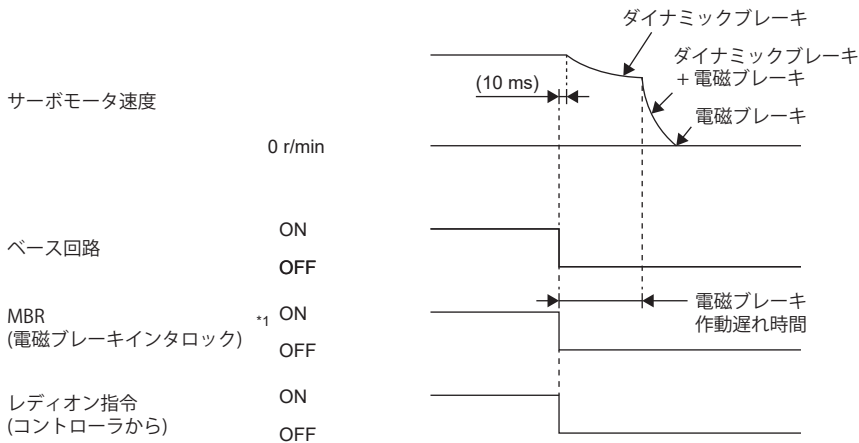 ダイナミックブレーキ
ダイナミックブレーキ
+ 電磁ブレーキ
(10 ms)
サーボモータ速度
電磁ブレーキ
0 r/min
ON
ベース回路
OFF
電磁ブレーキ
作動遅れ時間
MBR
(電磁ブレーキインタロック)
*1 ON
OFF
ON
レディオン指令
(コントローラから)
OFF